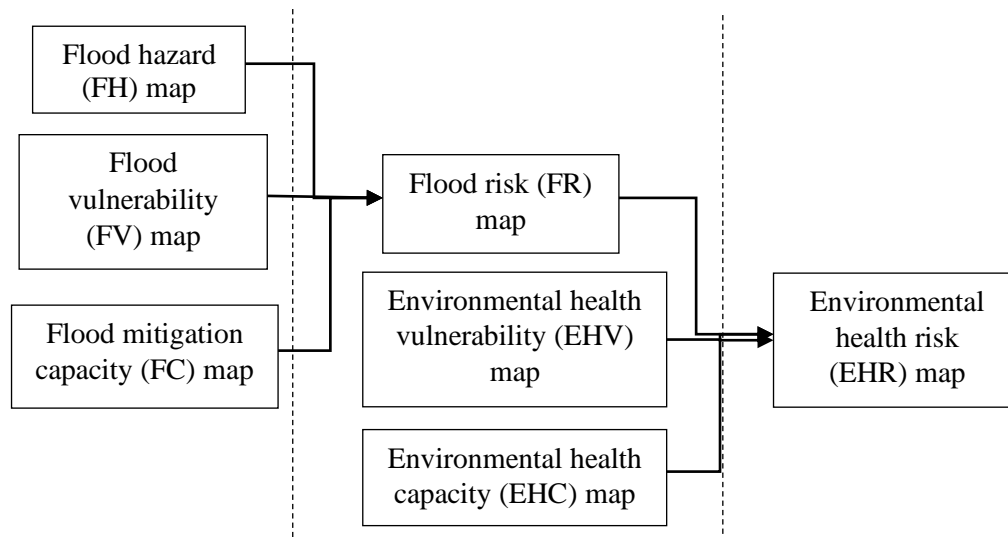 Flood hazard
(FH) map
Flood
vulnerability
(FV) map
Flood mitigation
capacity (FC) map
Flood risk (FR)
map
Environmental health
vulnerability (EHV)
map
Environmental health
capacity (EHC) map
Environmental
health risk
(EHR) map